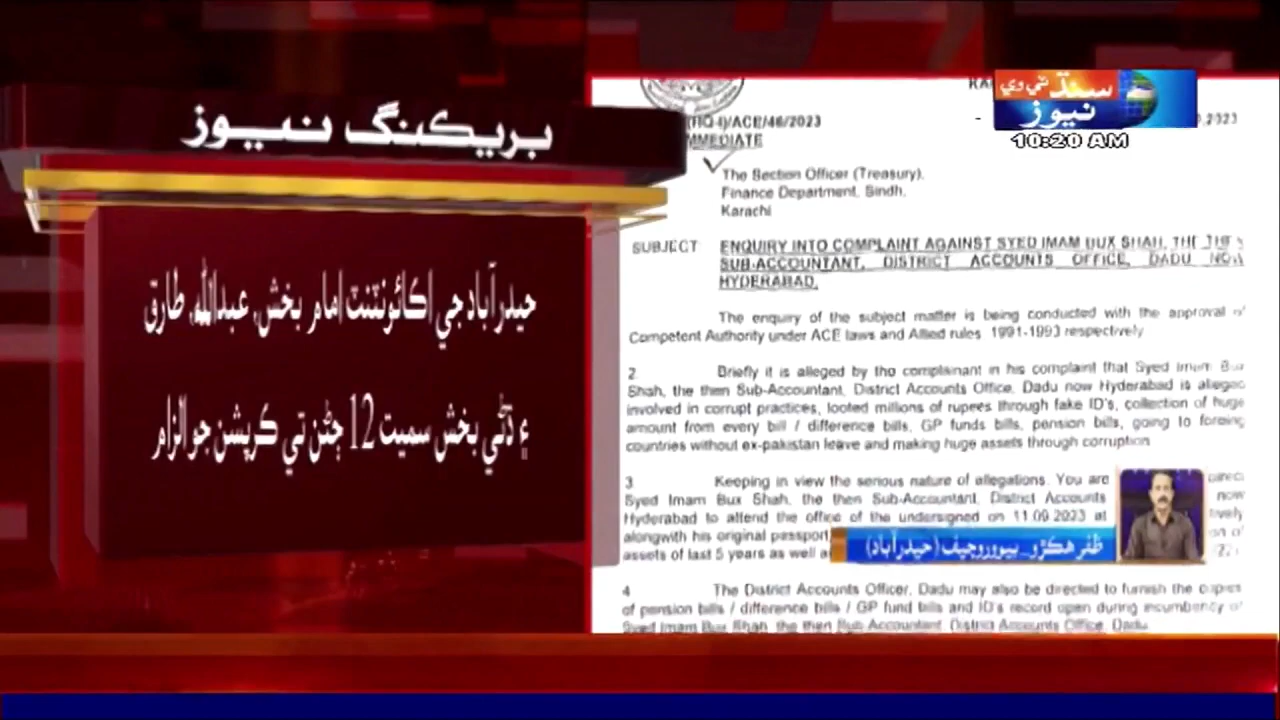 بريڪنگ نيوز
حيدرآباد جي اڪائونٽنٽ امام بخش، عبدالله، طارق
۽ ڏڻي بخش سميت 12 ڄڻن تي ڪرپشن جو الزام
سنڌ ٽي وي
نيوز
10:20 AM
/ACE/46/2023
.2023
The Section Officer (Treasury),
Finance Department, Sindh,
Karachi
SUBJECT: ENQUIRY INTO COMPLAINT AGAINST SYED IMAM BUX SHAH, THE
SUB-ACCOUNTANT, DISTRICT ACCOUNTS OFFICE, DADU NOW
HYDERABAD.
The enquiry of the subject matter is being conducted with the approval of
Competent Authority under ACE laws and Allied rules 1991-1993 respectively
2. Briefly it is alleged by the complainant in his complaint that Syed Imam Bux
Shah, the then Sub-Accountant, District Accounts Office, Dadu now Hyderabad is alleged
involved in corrupt practices, looted millions of rupees through fake ID's, collection of huge
amount from every bill / difference bills, GP funds bills, pension bills, going to foreing
countries without ex-pakistan leave and making huge assets through corruption
3 Keeping in view the serious nature of allegations. You are
Syed Imam Bux Shah, the then Sub-Accountant, District Accounts now
Hyderabad to attend the office of the undersigned on 11.09.2023 at
alongwith his original passport,
assets of last 5 years as well a
ظفر هڪڙو_بيوروچيف (حيدرآباد)
4 The District Accounts Officer, Dadu may also be directed to furnish the copies
of pension bills / difference bills / GP fund bills and ID's record open during incumbency of
Syed Imam Bux Shah, the then Sub Accountant, District Accounts Office, Dadu.